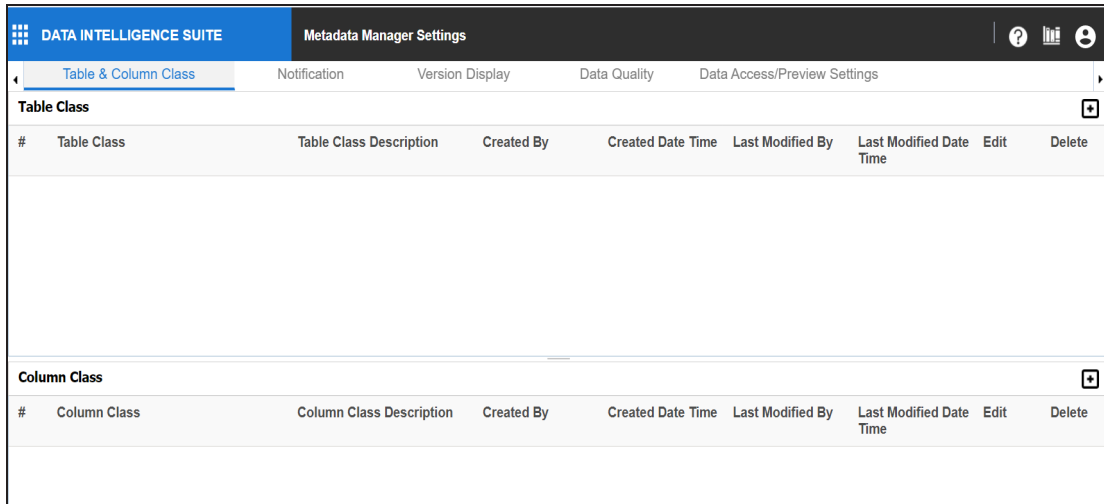 DATA INTELLIGENCE SUITE Metadata Manager Settings
Table & Column Class Notification Version Display Data Quality Data Access/Preview Settings
Table Class
# Table Class Table Class Description Created By Created Date Time Last Modified By Last Modified Date Time Edit Delete
Column Class
# Column Class Column Class Description Created By Created Date Time Last Modified By Last Modified Date Time Edit Delete